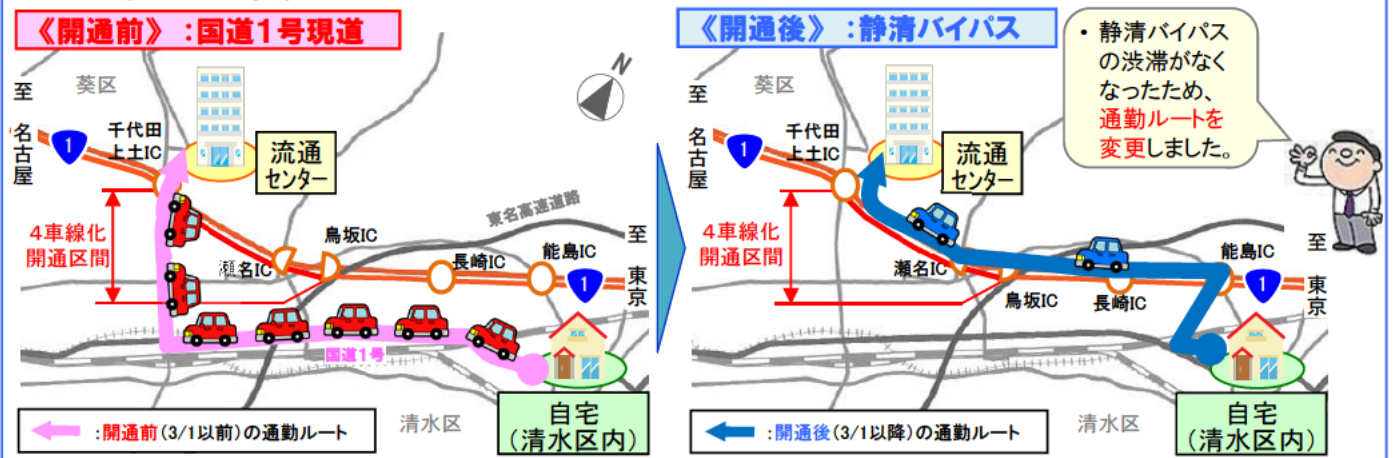 《開通前》:国道1号現道
至
名古屋
葵区
1
千代田
上土IC
流通
センター
N
4車線化
開通区間
瀬名IC
鳥坂IC
東名高速道路
長崎IC
能島IC
至
東京
1
国道1号
:開通前(3/1以前)の通勤ルート
清水区
自宅
(清水区内)
《開通後》:静清バイパス
・静清バイパス
の渋滞がなく
なったため、
通勤ルートを
変更しました。
至
名古屋
葵区
1
千代田
上土IC
流通
センター
4車線化
開通区間
瀬名IC
鳥坂IC
長崎IC
能島IC
至
東京
1
:開通後(3/1以降)の通勤ルート
清水区
自宅
(清水区内)